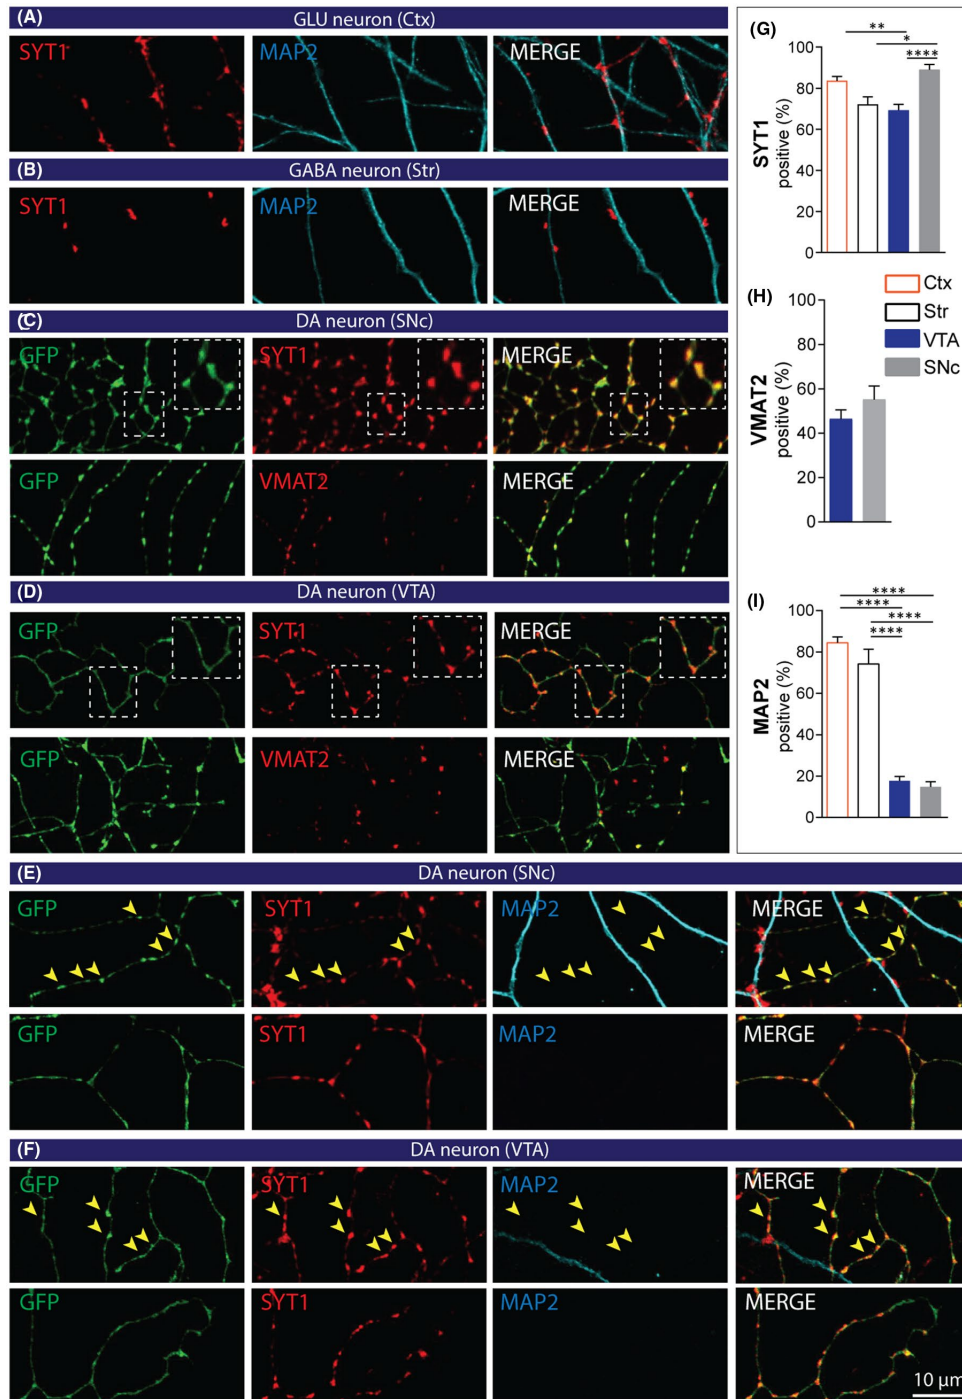 (A) GLU neuron (Ctx)
SYT1 MAP2 MERGE
(B) GABA neuron (Str)
SYT1 MAP2 MERGE
(C) DA neuron (SNc)
GFP SYT1 MERGE
GFP VMAT2 MERGE
(D) DA neuron (VTA)
GFP SYT1 MERGE
GFP VMAT2 MERGE
(E) DA neuron (SNc)
GFP SYT1 MAP2 MERGE
GFP SYT1 MAP2 MERGE
(F) DA neuron (VTA)
GFP SYT1 MAP2 MERGE
GFP SYT1 MAP2 MERGE
10 µm
(G)
**
*
****
SYT1
positive (%)
100
80
60
40
20
0
Ctx
Str
VTA
SNc
(H)
VMAT2
positive (%)
100
80
60
40
20
0
(I)
****
****
****
****
MAP2
positive (%)
100
80
60
40
20
0